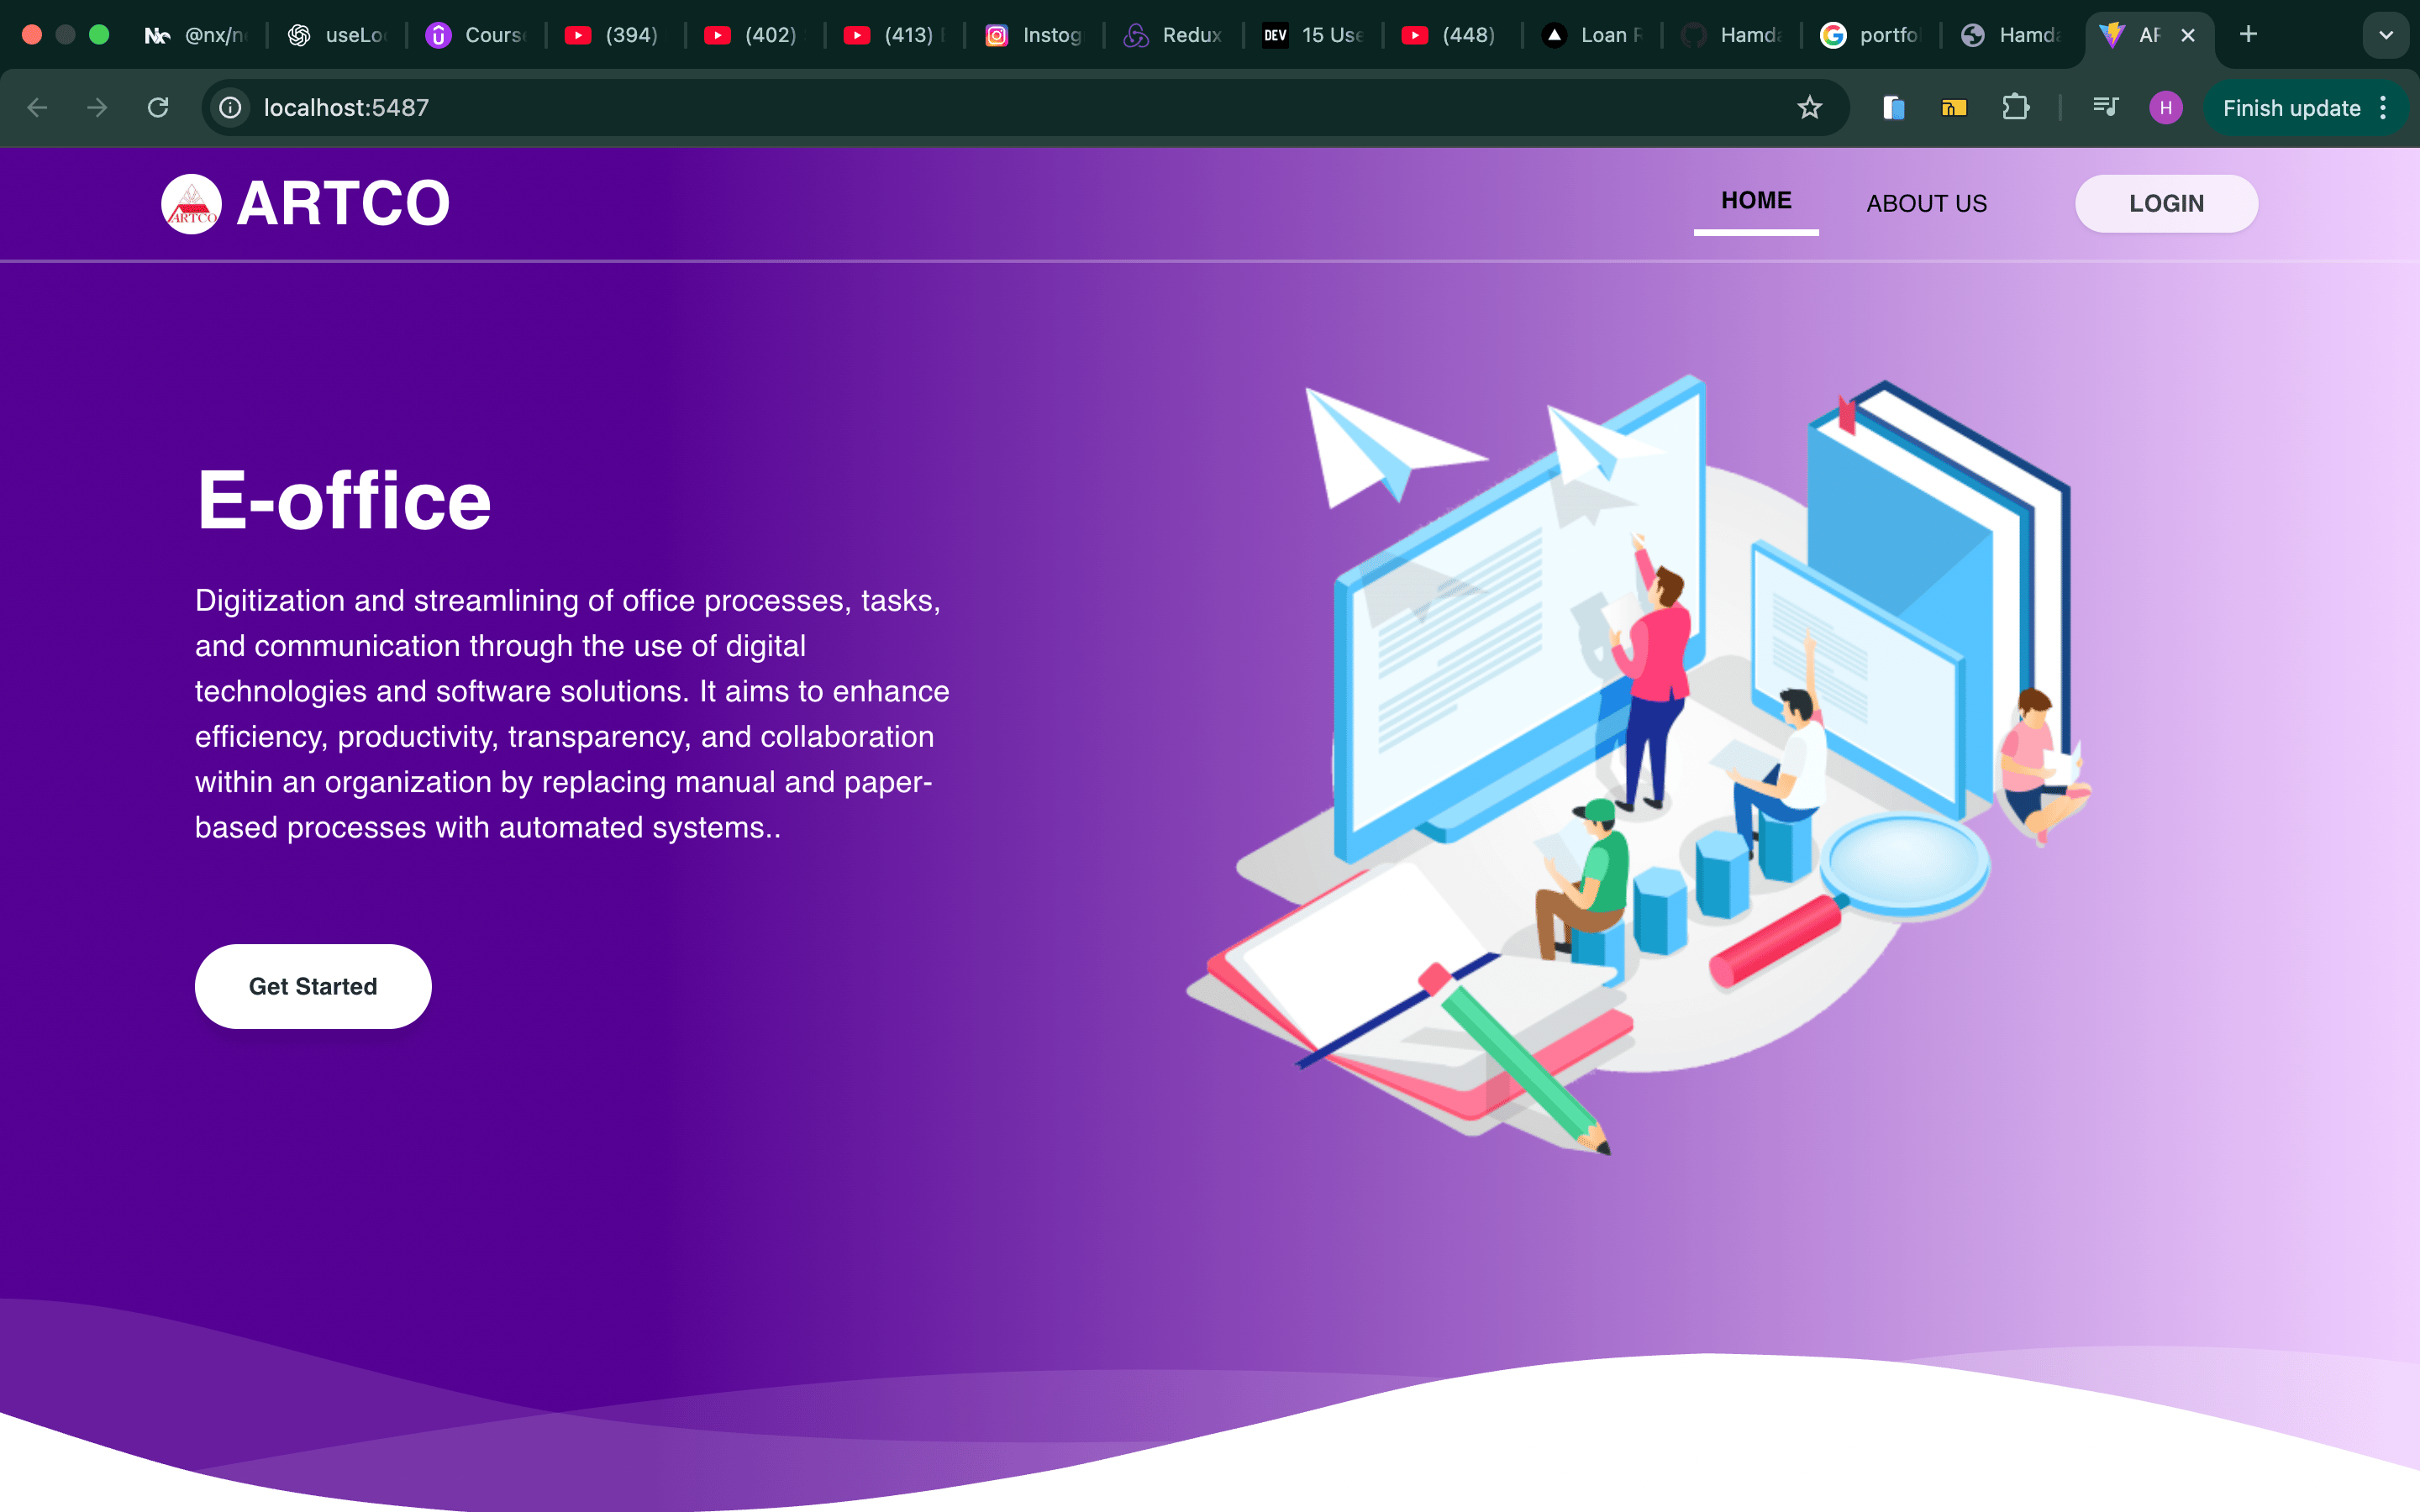 @nx/n
useLo
Course
(394)
(402)
(413)
Instog
Redux
DEV 15 Use
(448)
Loan R
Hamda
portfol
Hamda
AF
localhost:5487
H
Finish update
ARTCO
ARTCO
HOME
ABOUT US
LOGIN
E-office
Digitization and streamlining of office processes, tasks,
and communication through the use of digital
technologies and software solutions. It aims to enhance
efficiency, productivity, transparency, and collaboration
within an organization by replacing manual and paper-
based processes with automated systems..
Get Started